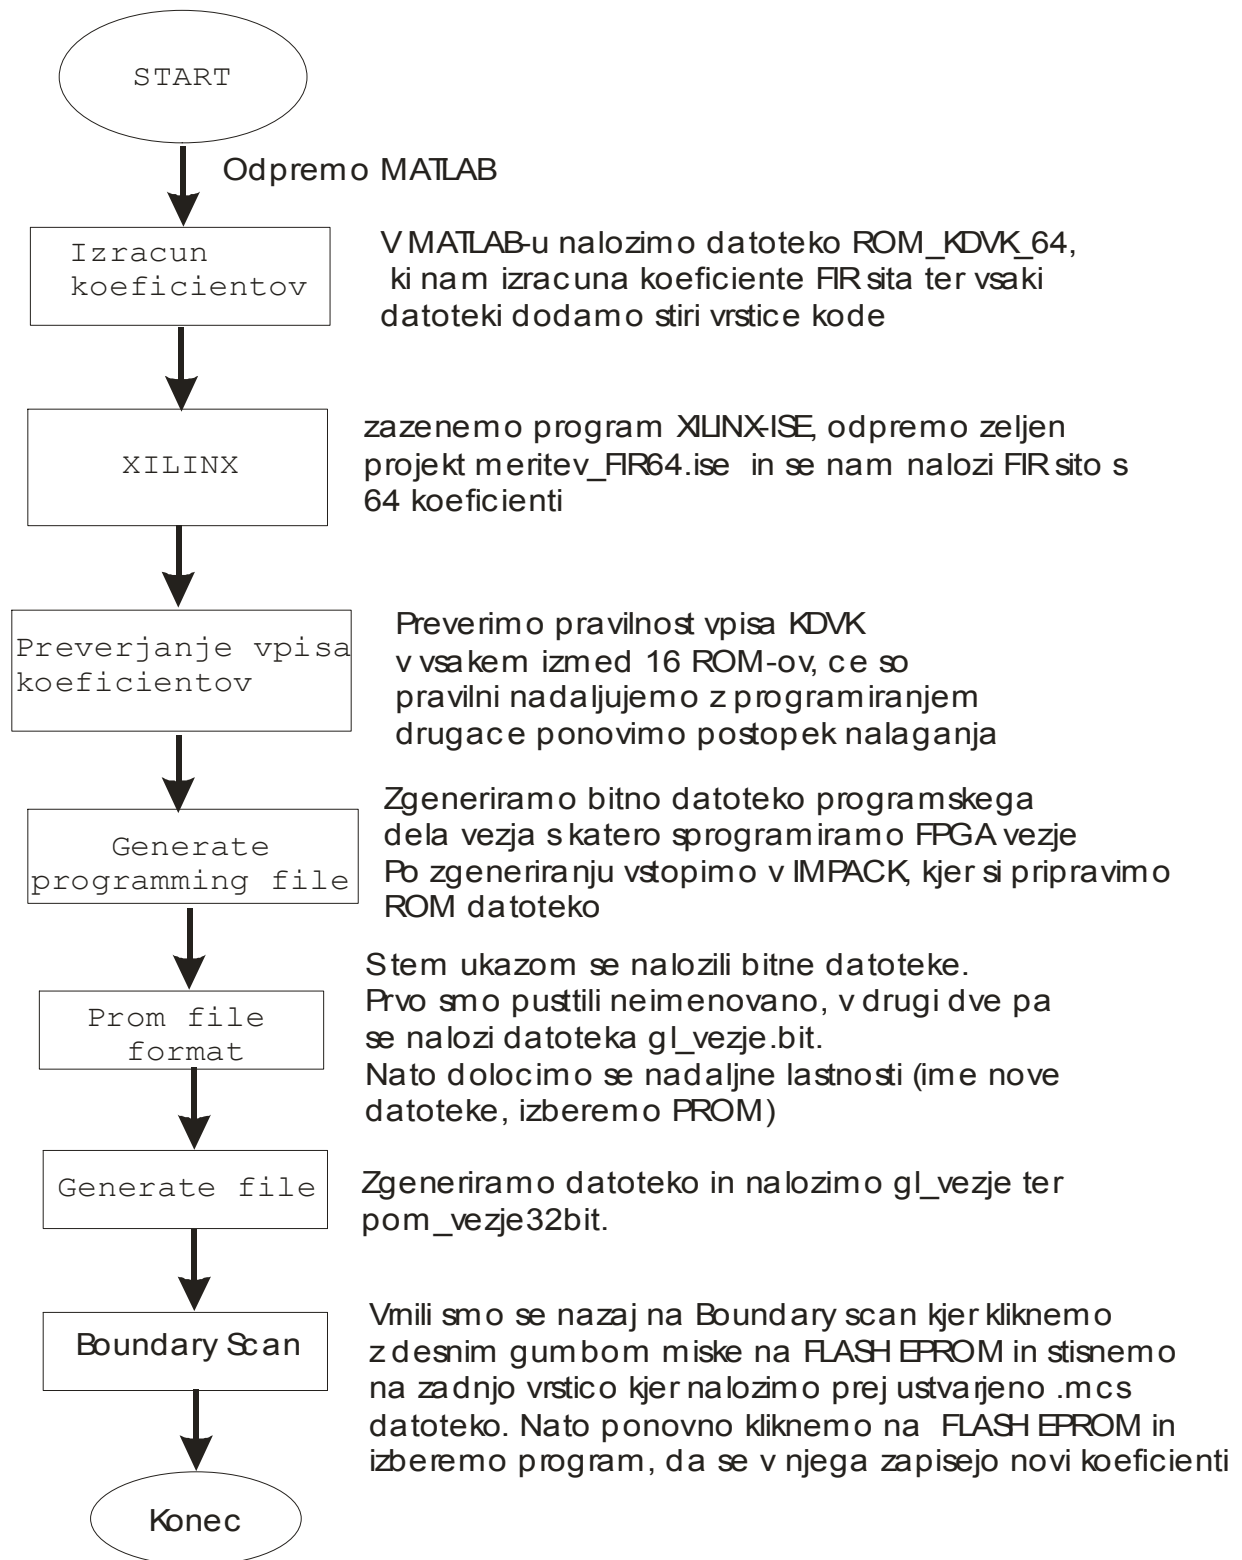 START
Odpremo MATLAB
Izracun
koeficientov
V MATLAB-u nalozimo datoteko ROM_KDVK_64,
ki nam izracuna koeficiente FIR sita ter vsaki
datoteki dodamo stiri vrstice kode
XILINX
zazenemo program XILINX-ISE, odpremo zeljen
projekt meritev_FIR64.ise in se nam nalozi FIR sito s
64 koeficienti
Preverjanje vpisa
koeficientov
Preverimo pravilnost vpisa KDVK
v vsakem izmed 16 ROM-ov, ce so
pravilni nadaljujemo z programiranjem
drugace ponovimo postopek nalaganja
Generate
programming file
Zgeneriramo bitno datoteko programskega
dela vezja s katero sprogramiramo FPGA vezje
Po zgeneriranju vstopimo v IMPACK, kjer si pripravimo
ROM datoteko
Prom file
format
S tem ukazom se nalozili bitne datoteke.
Prvo smo pusttili neimenovano, v drugi dve pa
se nalozi datoteka gl_vezje.bit.
Nato dolocimo se nadaljne lastnosti (ime nove
datoteke, izberemo PROM)
Generate file
Zgeneriramo datoteko in nalozimo gl_vezje ter
pom_vezje32bit.
Boundary Scan
Vrnili smo se nazaj na Boundary scan kjer kliknemo
z desnim gumbom miske na FLASH EPROM in stisnemo
na zadnjo vrstico kjer nalozimo prej ustvarjeno .mcs
datoteko. Nato ponovno kliknemo na FLASH EPROM in
izberemo program, da se v njega zapisejo novi koeficienti
Konec